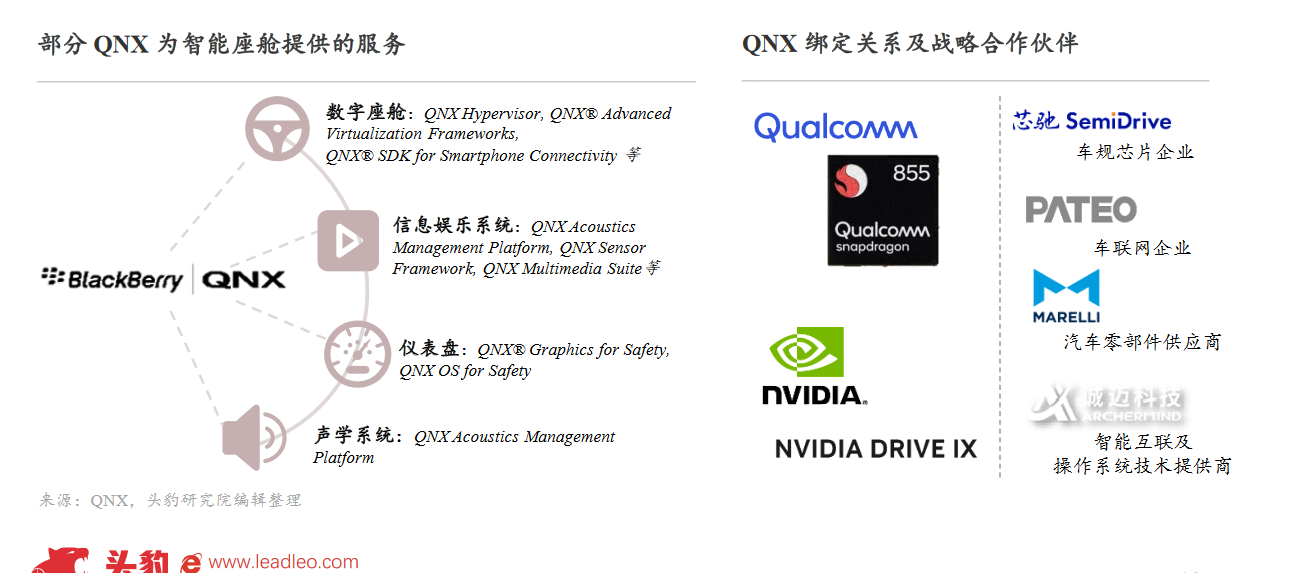 部分 QNX 为智能座舱提供的服务
数字座舱：QNX Hypervisor, QNX® Advanced
Virtualization Frameworks,
QNX® SDK for Smartphone Connectivity 等
信息娱乐系统：QNX Acoustics
Management Platform, QNX Sensor
Framework, QNX Multimedia Suite等
BlackBerry | QNX
仪表盘：QNX® Graphics for Safety,
QNX OS for Safety
声学系统：QNX Acoustics Management
Platform
来源：QNX，头豹研究院编辑整理
头豹 www.leadleo.com
QNX 绑定关系及战略合作伙伴
Qualcomm
855
Qualcomm
snapdragon
NVIDIA.
NVIDIA DRIVE IX
芯驰 SemiDrive
车规芯片企业
PATEO
车联网企业
MARELLI
汽车零部件供应商
诚迈科技
ARCHERMIND
智能互联及
操作系统技术提供商